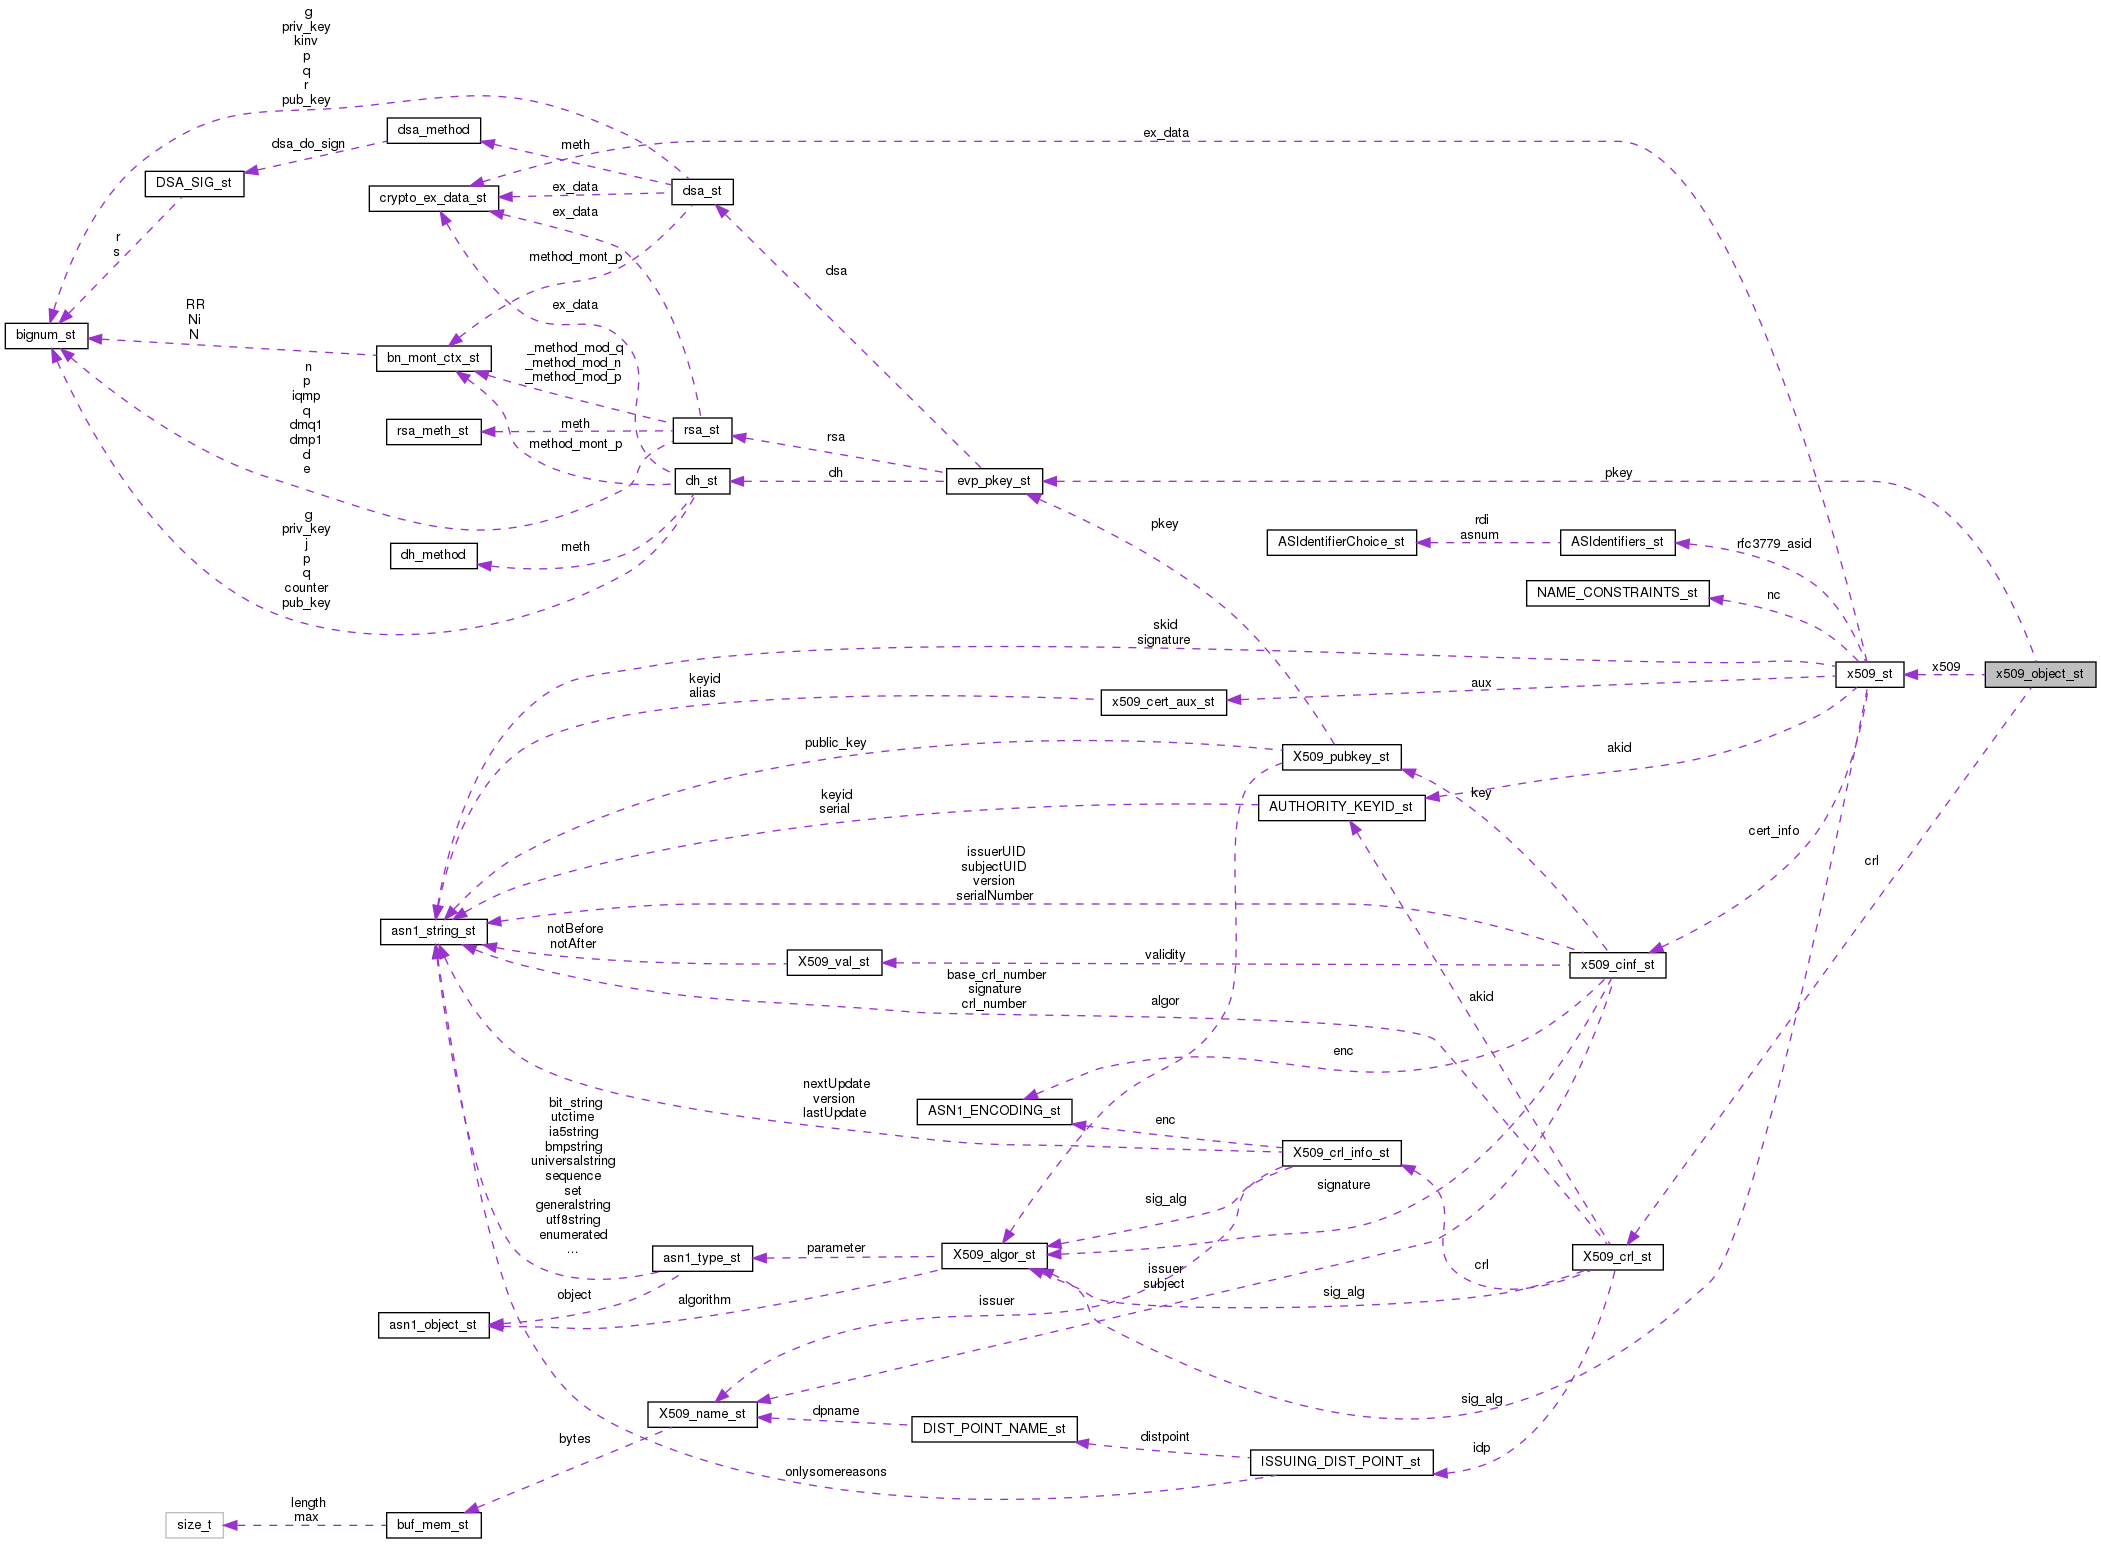 g
priv_key
kinv
p
q
r
pub_key
dsa_method
ex_data
dsa_do_sign
meth
DSA_SIG_st
ex_data
dsa_st
crypto_ex_data_st
ex_data
r
s
method_mont_p
dsa
RR
Ni
N
ex_data
bignum_st
bn_mont_ctx_st
_method_mod_q
_method_mod_n
_method_mod_p
n
p
iqmp
q
dmq1
dmp1
d
e
rsa_meth_st
meth
rsa_st
rsa
method_mont_p
dh_st
dh
evp_pkey_st
pkey
g
priv_key
j
p
q
counter
pub_key
dh_method
meth
pkey
ASIdentifierChoice_st
rdi
asnum
ASIdentifiers_st
rfc3779_asid
NAME_CONSTRAINTS_st
nc
skid
signature
x509_st
x509
x509_object_st
keyid
alias
x509_cert_aux_st
aux
public_key
X509_pubkey_st
akid
keyid
serial
AUTHORITY_KEYID_st
key
cert_info
crl
issuerUID
subjectUID
version
serialNumber
asn1_string_st
notBefore
notAfter
X509_val_st
validity
x509_cinf_st
base_crl_number
signature
crl_number
algor
akid
enc
nextUpdate
version
lastUpdate
ASN1_ENCODING_st
enc
X509_crl_info_st
bit_string
utctime
ia5string
bmpstring
universalstring
sequence
set
generalstring
utf8string
enumerated
...
sig_alg
signature
asn1_type_st
parameter
X509_algor_st
X509_crl_st
issuer
subject
crl
object
algorithm
issuer
sig_alg
asn1_object_st
X509_name_st
dpname
DIST_POINT_NAME_st
sig_alg
bytes
distpoint
ISSUING_DIST_POINT_st
idp
onlysomereasons
length
max
size_t
buf_mem_st